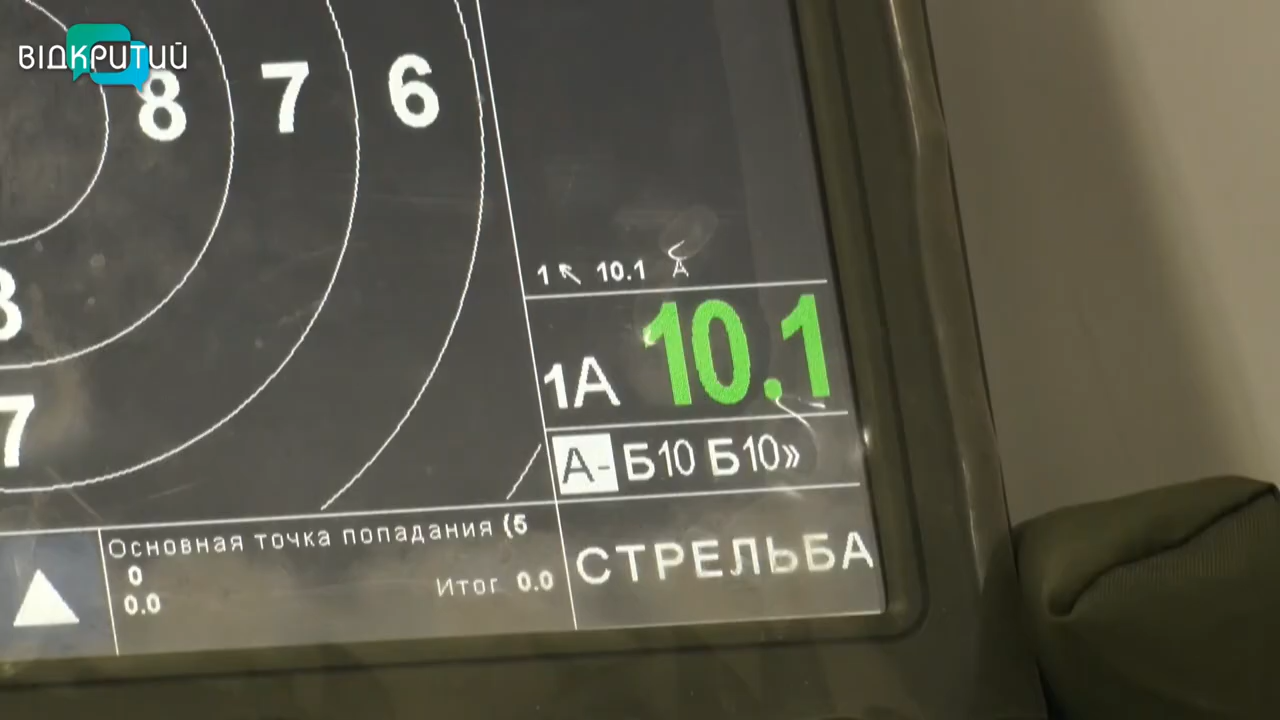 ВІДКРИТИЙ
8 7 6
8
7
1 10.1 A
1A 10.1
A- Б10 Б10»
Основная точка попадания (5
0
0.0
Итог 0.0
СТРЕЛЬБА